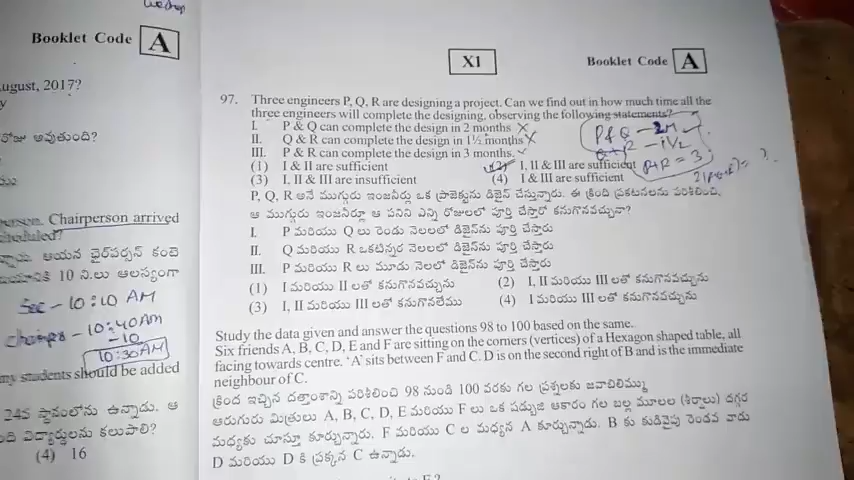 Booklet Code A
ugust, 2017?
రోజు అవుతుంది?
person. Chairperson arrived
scheduled?
10 ని.లు ఆలస్యంగా
Sec - 10:10 AM
- 10:40AM
-10
10:30AM
ny students should be added
24వ స్థానంలోను ఉన్నాడు. ఆ
ంది విద్యార్థులను కలుపాలి?
(4) 16
X1
Booklet Code A
97. Three engineers P, Q, R are designing a project. Can we find out in how much time all the
three engineers will complete the designing, observing the following statements?
I. P & Q can complete the design in 2 months
II. Q & R can complete the design in 1½ months
III. P & R can complete the design in 3 months.
(1) I & II are sufficient (2) I, II & III are sufficient
(3) I, II & III are insufficient (4) I & III are sufficient
P & Q - 2M
Q + R - 1½
P + R = 3
P, Q, R అనే ముగ్గురు ఇంజనీర్లు ఒక ప్రాజెక్టును డిజైన్ చేస్తున్నారు. ఈ క్రింది ప్రకటనలను పరిశీలించి,
ఆ ముగ్గురు ఇంజనీర్లూ ఆ పనిని ఎన్ని రోజులలో పూర్తి చేస్తారో కనుగొనవచ్చునా?
I. P మరియు Q లు రెండు నెలలలో డిజైన్‌ను పూర్తి చేస్తారు
II. Q మరియు R ఒకటిన్నర నెలలలో డిజైన్‌ను పూర్తి చేస్తారు
III. P మరియు R లు మూడు నెలలో డిజైన్‌ను పూర్తి చేస్తారు
(1) I మరియు II లతో కనుగొనవచ్చును (2) I, II మరియు III లతో కనుగొనవచ్చును
(3) I, II మరియు III లతో కనుగొనలేము (4) I మరియు III లతో కనుగొనవచ్చును
Study the data given and answer the questions 98 to 100 based on the same.
Six friends A, B, C, D, E and F are sitting on the corners (vertices) of a Hexagon shaped table, all
facing towards centre. 'A' sits between F and C. D is on the second right of B and is the immediate
neighbour of C.
క్రింద ఇచ్చిన దత్తాంశాన్ని పరిశీలించి 98 నుండి 100 వరకు గల ప్రశ్నలకు జవాబులిమ్ము
ఆరుగురు మిత్రులు A, B, C, D, E మరియు F లు ఒక షడ్భుజి ఆకారం గల బల్ల మూలల (శీర్షాలు) దగ్గర
మధ్యకు చూస్తూ కూర్చున్నారు. F మరియు C ల మధ్యన A కూర్చున్నాడు. B కు కుడివైపు రెండవ వాడు
D మరియు D కి ప్రక్కన C ఉన్నాడు.